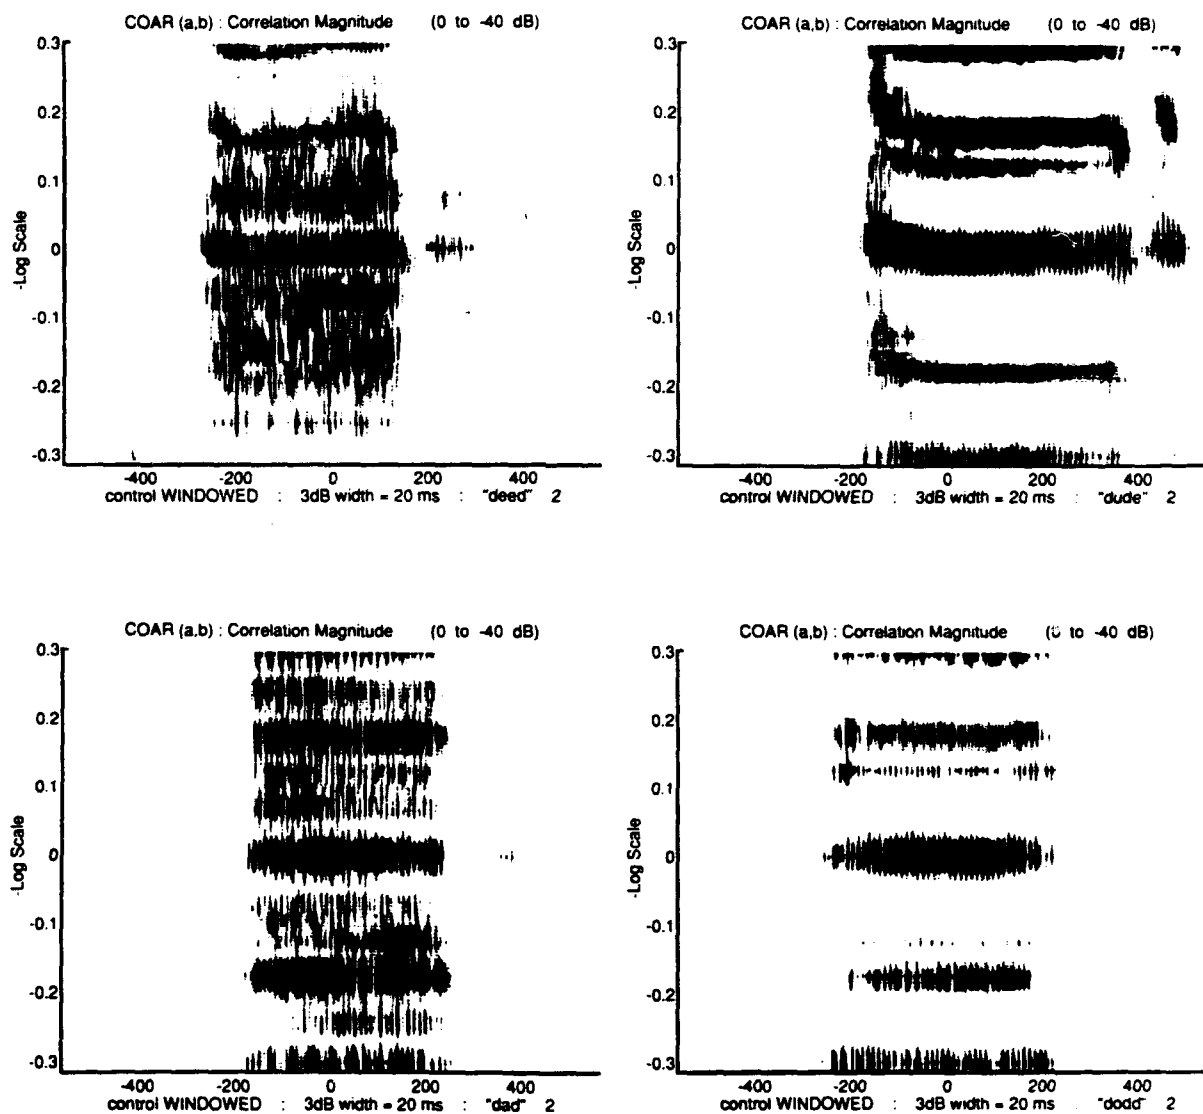 COAR (a,b) : Correlation Magnitude (0 to -40 dB)
0.3
0.2
0.1
0
-0.1
-0.2
-0.3
-Log Scale
-400 -200 0 200 400
control WINDOWED : 3dB width = 20 ms : "deed" 2
COAR (a,b) : Correlation Magnitude (0 to -40 dB)
0.3
0.2
0.1
0
-0.1
-0.2
-0.3
-Log Scale
-400 -200 0 200 400
control WINDOWED : 3dB width = 20 ms : "dude" 2
COAR (a,b) : Correlation Magnitude (0 to -40 dB)
0.3
0.2
0.1
0
-0.1
-0.2
-0.3
-Log Scale
-400 -200 0 200 400
control WINDOWED : 3dB width = 20 ms : "dad" 2
COAR (a,b) : Correlation Magnitude (0 to -40 dB)
0.3
0.2
0.1
0
-0.1
-0.2
-0.3
-Log Scale
-400 -200 0 200 400
control WINDOWED : 3dB width = 20 ms : "dodd" 2